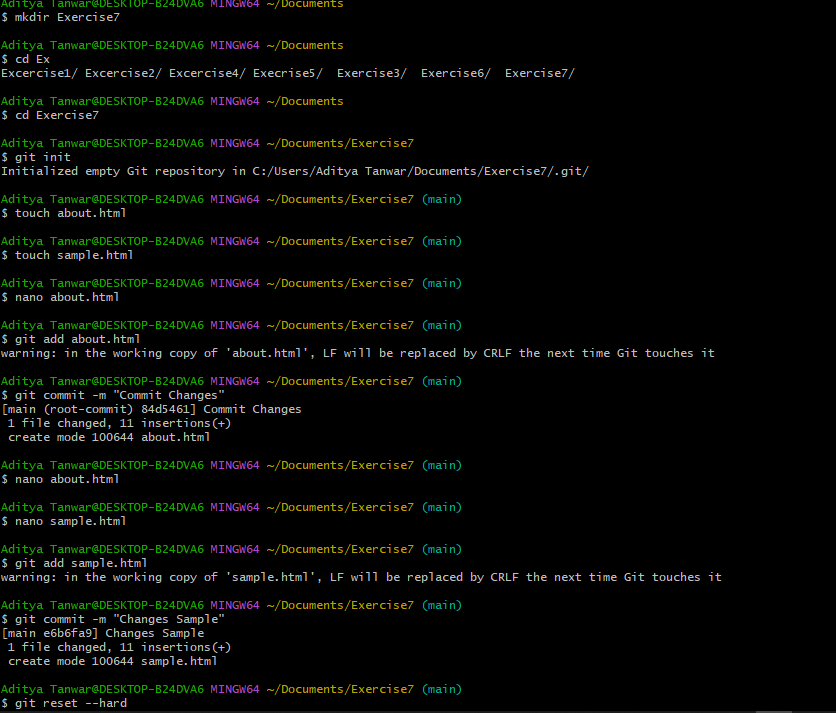 Aditya Tanwar@DESKTOP-B24DVA6 MINGW64 ~/Documents
$ mkdir Exercise7
Aditya Tanwar@DESKTOP-B24DVA6 MINGW64 ~/Documents
$ cd Ex
Excercise1/ Excercise2/ Excercise4/ Execrise5/  Exercise3/  Exercise6/  Exercise7/
Aditya Tanwar@DESKTOP-B24DVA6 MINGW64 ~/Documents
$ cd Exercise7
Aditya Tanwar@DESKTOP-B24DVA6 MINGW64 ~/Documents/Exercise7
$ git init
Initialized empty Git repository in C:/Users/Aditya Tanwar/Documents/Exercise7/.git/
Aditya Tanwar@DESKTOP-B24DVA6 MINGW64 ~/Documents/Exercise7 (main)
$ touch about.html
Aditya Tanwar@DESKTOP-B24DVA6 MINGW64 ~/Documents/Exercise7 (main)
$ touch sample.html
Aditya Tanwar@DESKTOP-B24DVA6 MINGW64 ~/Documents/Exercise7 (main)
$ nano about.html
Aditya Tanwar@DESKTOP-B24DVA6 MINGW64 ~/Documents/Exercise7 (main)
$ git add about.html
warning: in the working copy of 'about.html', LF will be replaced by CRLF the next time Git touches it
Aditya Tanwar@DESKTOP-B24DVA6 MINGW64 ~/Documents/Exercise7 (main)
$ git commit -m "Commit Changes"
[main (root-commit) 84d5461] Commit Changes
 1 file changed, 11 insertions(+)
 create mode 100644 about.html
Aditya Tanwar@DESKTOP-B24DVA6 MINGW64 ~/Documents/Exercise7 (main)
$ nano about.html
Aditya Tanwar@DESKTOP-B24DVA6 MINGW64 ~/Documents/Exercise7 (main)
$ nano sample.html
Aditya Tanwar@DESKTOP-B24DVA6 MINGW64 ~/Documents/Exercise7 (main)
$ git add sample.html
warning: in the working copy of 'sample.html', LF will be replaced by CRLF the next time Git touches it
Aditya Tanwar@DESKTOP-B24DVA6 MINGW64 ~/Documents/Exercise7 (main)
$ git commit -m "Changes Sample"
[main e6b6fa9] Changes Sample
 1 file changed, 11 insertions(+)
 create mode 100644 sample.html
Aditya Tanwar@DESKTOP-B24DVA6 MINGW64 ~/Documents/Exercise7 (main)
$ git reset --hard